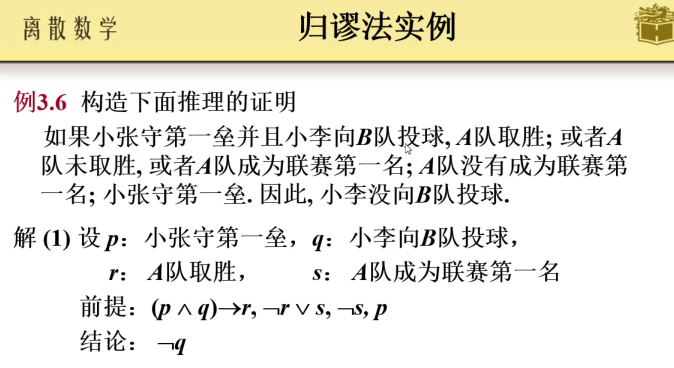 离散数学 归谬法实例
例3.6 构造下面推理的证明
如果小张守第一垒并且小李向B队投球, A队取胜; 或者A
队未取胜, 或者A队成为联赛第一名; A队没有成为联赛第
一名; 小张守第一垒. 因此, 小李没向B队投球.
解 (1) 设 p: 小张守第一垒, q: 小李向B队投球,
r: A队取胜, s: A队成为联赛第一名
前提: (p ∧ q)→r, ¬r ∨ s, ¬s, p
结论: ¬q